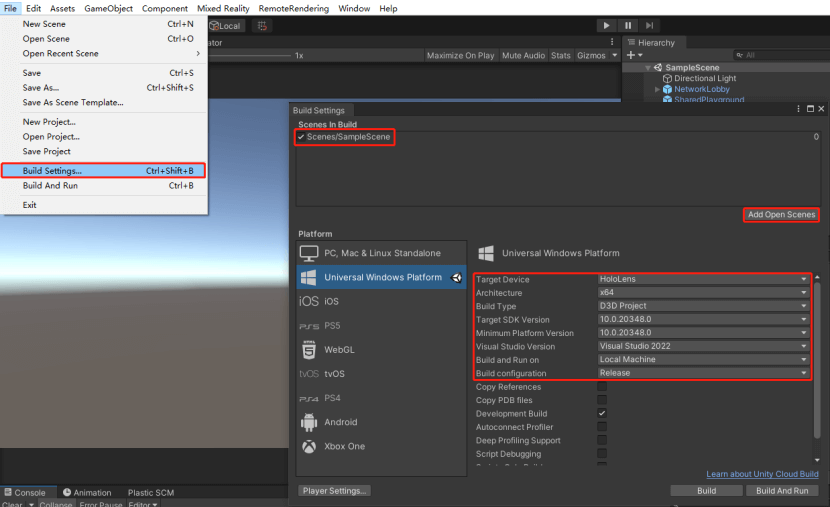 File Edit Assets GameObject Component Mixed Reality RemoteRendering Window Help
New Scene Ctrl+N
Open Scene Ctrl+O
Open Recent Scene >
Save Ctrl+S
Save As... Ctrl+Shift+S
Save As Scene Template...
New Project...
Open Project...
Save Project
Build Settings... Ctrl+Shift+B
Build And Run Ctrl+B
Exit
Local
1x
Maximize On Play Mute Audio Stats Gizmos
Hierarchy
All
SampleScene
Directional Light
NetworkLobby
SharedPlayground
Build Settings
Scenes In Build
Scenes/SampleScene 0
Add Open Scenes
Platform
PC, Mac & Linux Standalone
Universal Windows Platform
iOS iOS
PS5 PS5
WebGL
tvOS tvOS
PS4 PS4
Android
Xbox One
Universal Windows Platform
Target Device HoloLens
Architecture x64
Build Type D3D Project
Target SDK Version 10.0.20348.0
Minimum Platform Version 10.0.20348.0
Visual Studio Version Visual Studio 2022
Build and Run on Local Machine
Build configuration Release
Copy References
Copy PDB files
Development Build
Autoconnect Profiler
Deep Profiling Support
Script Debugging
Learn about Unity Cloud Build
Player Settings...
Build Build And Run
Console Animation Plastic SCM
Clear Collapse Error Pause Editor